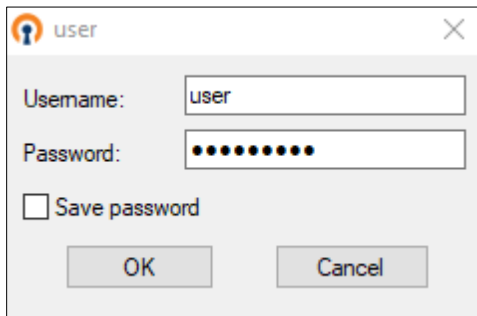 user
Username: user
Password: ●●●●●●●●●
Save password
OK Cancel